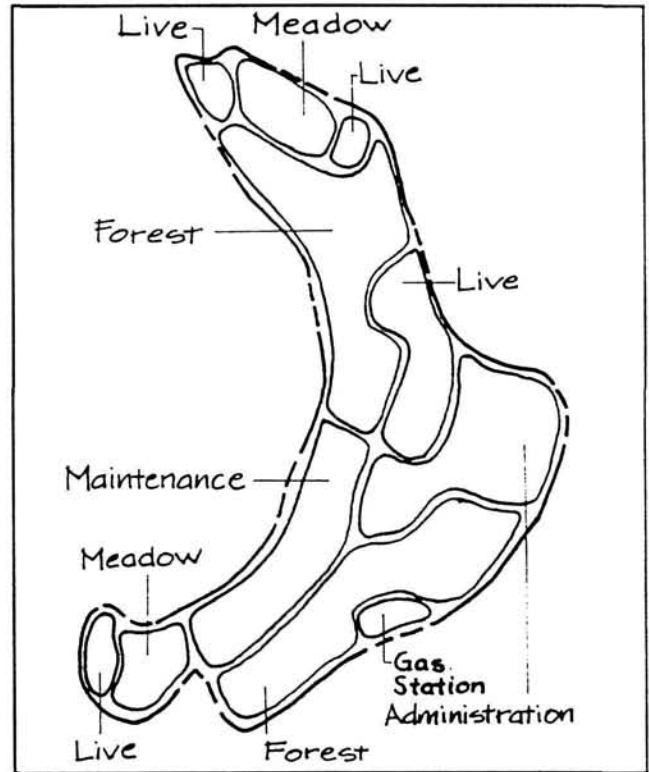 Live
Meadow
Live
Forest
Live
Maintenance
Meadow
Gas
Station
Administration
Live
Forest